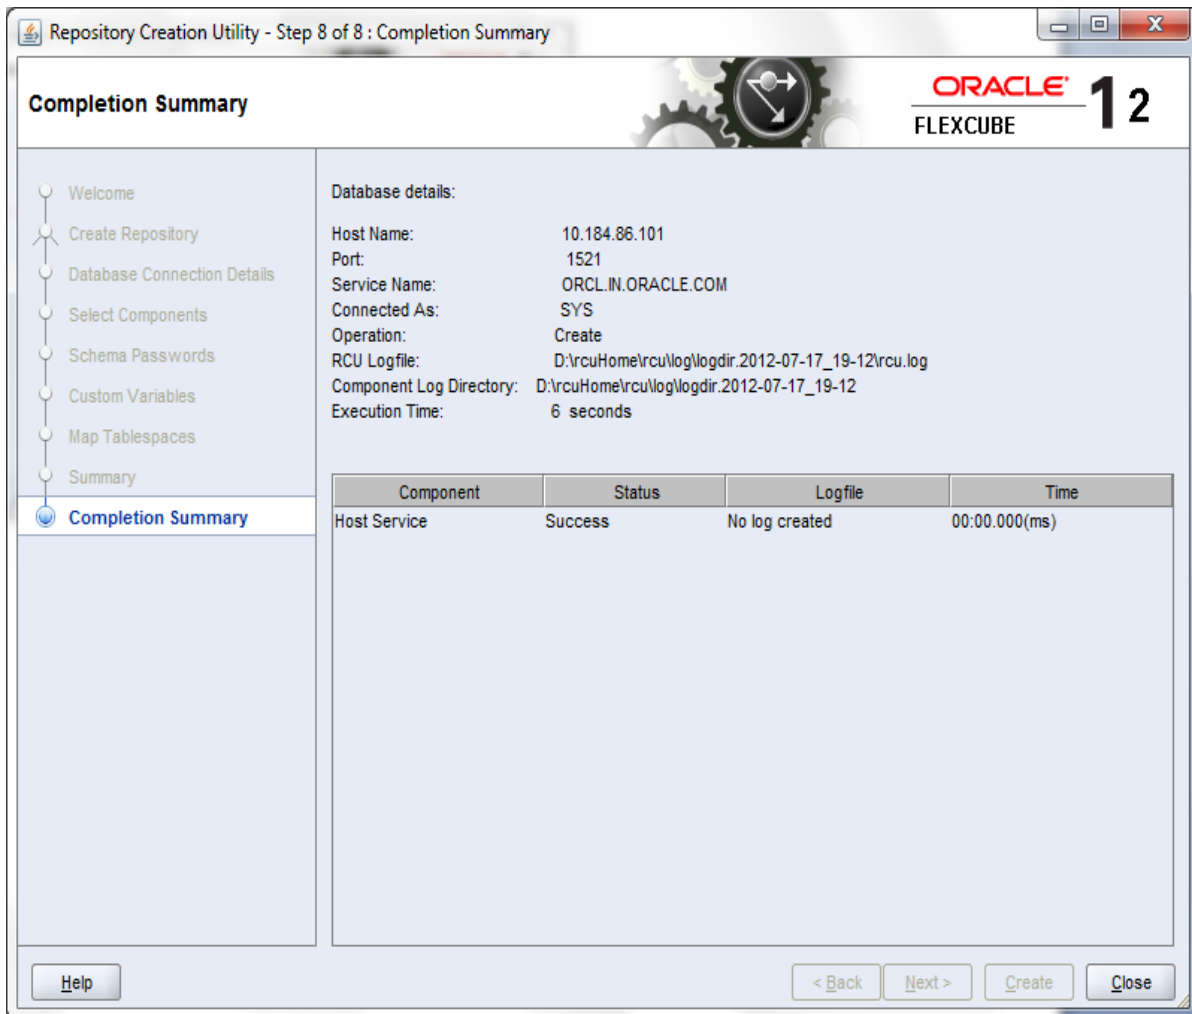 Repository Creation Utility - Step 8 of 8 : Completion Summary
Completion Summary
ORACLE
FLEXCUBE
12
Welcome
Create Repository
Database Connection Details
Select Components
Schema Passwords
Custom Variables
Map Tablespaces
Summary
Completion Summary
Database details:
Host Name: 10.184.86.101
Port: 1521
Service Name: ORCL.IN.ORACLE.COM
Connected As: SYS
Operation: Create
RCU Logfile: D:\rcuHome\rcu\log\logdir.2012-07-17_19-12\rcu.log
Component Log Directory: D:\rcuHome\rcu\log\logdir.2012-07-17_19-12
Execution Time: 6 seconds
Component Status Logfile Time
Host Service Success No log created 00:00.000(ms)
Help < Back Next > Create Close